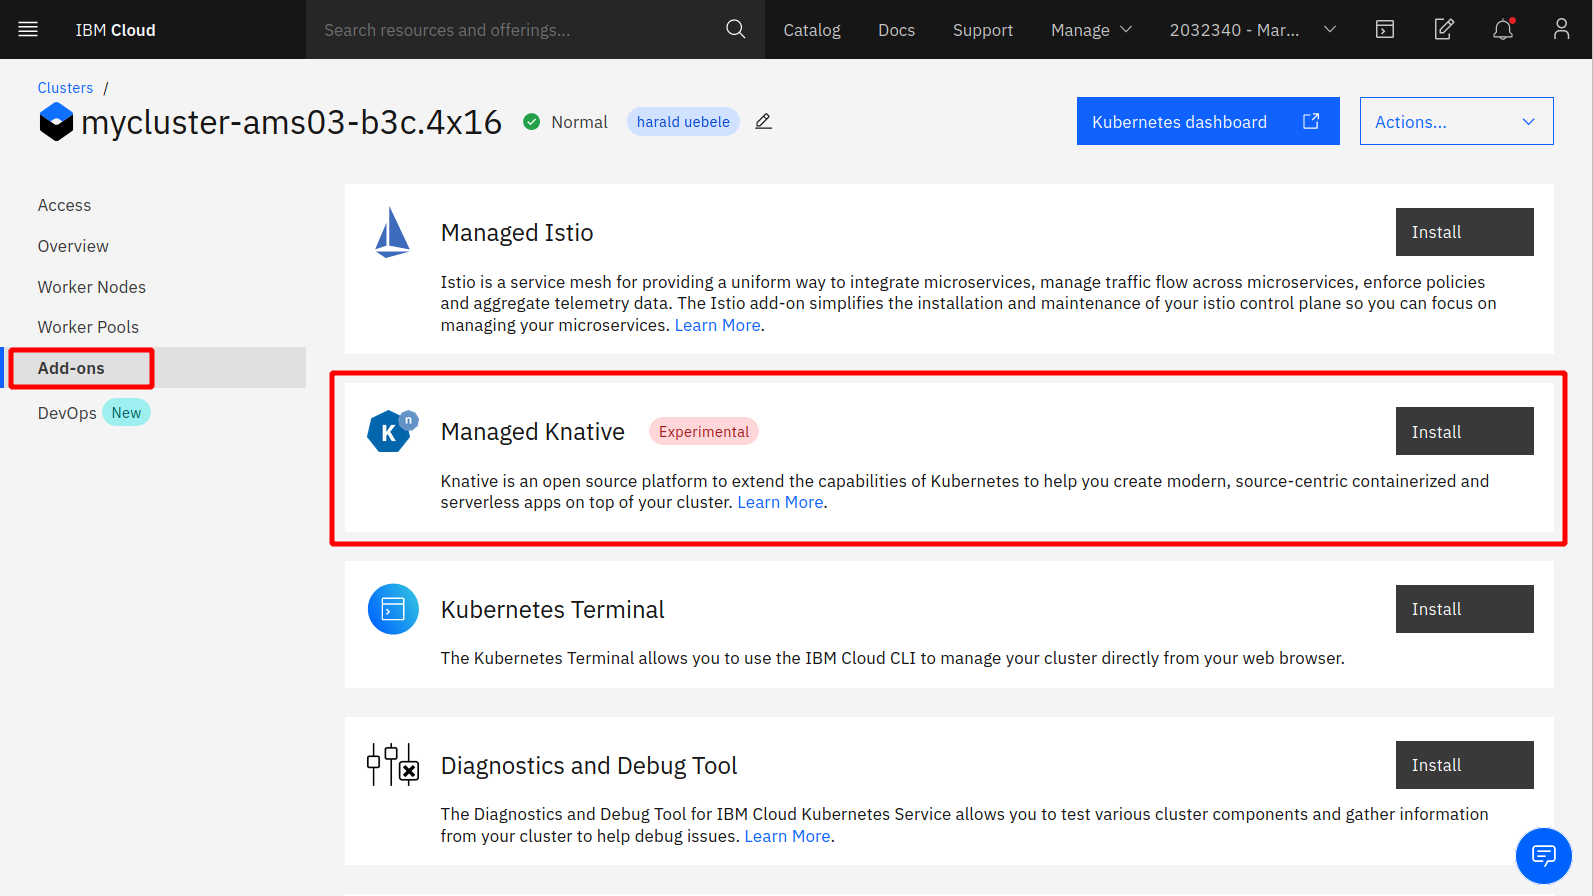 IBM Cloud
Search resources and offerings...
Catalog
Docs
Support
Manage
2032340 - Mar...
Clusters /
mycluster-ams03-b3c.4x16
Normal
harald uebele
Kubernetes dashboard
Actions...
Access
Overview
Worker Nodes
Worker Pools
Add-ons
DevOps New
Managed Istio
Install
Istio is a service mesh for providing a uniform way to integrate microservices, manage traffic flow across microservices, enforce policies
and aggregate telemetry data. The Istio add-on simplifies the installation and maintenance of your istio control plane so you can focus on
managing your microservices. Learn More.
K n
Managed Knative
Experimental
Install
Knative is an open source platform to extend the capabilities of Kubernetes to help you create modern, source-centric containerized and
serverless apps on top of your cluster. Learn More.
Kubernetes Terminal
Install
The Kubernetes Terminal allows you to use the IBM Cloud CLI to manage your cluster directly from your web browser.
Diagnostics and Debug Tool
Install
The Diagnostics and Debug Tool for IBM Cloud Kubernetes Service allows you to test various cluster components and gather information
from your cluster to help debug issues. Learn More.